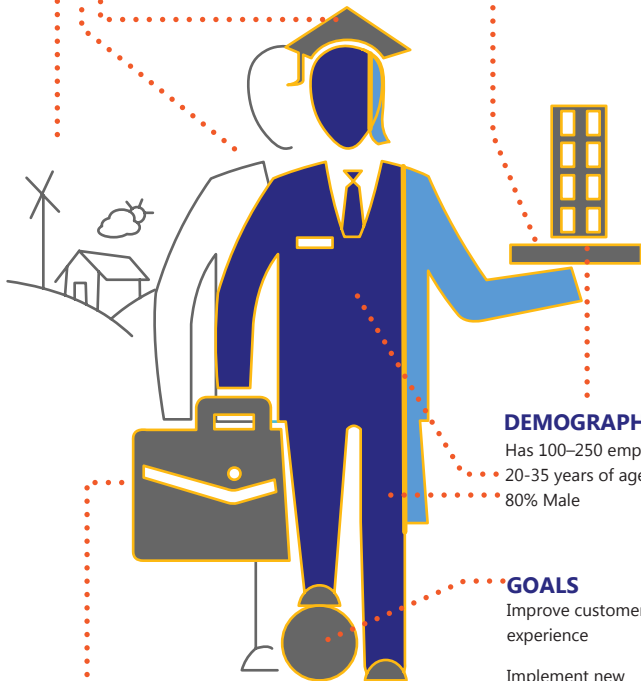 DEMOGRAPH
Has 100–250 emp
20-35 years of age
80% Male
GOALS
Improve customer
experience
Implement new